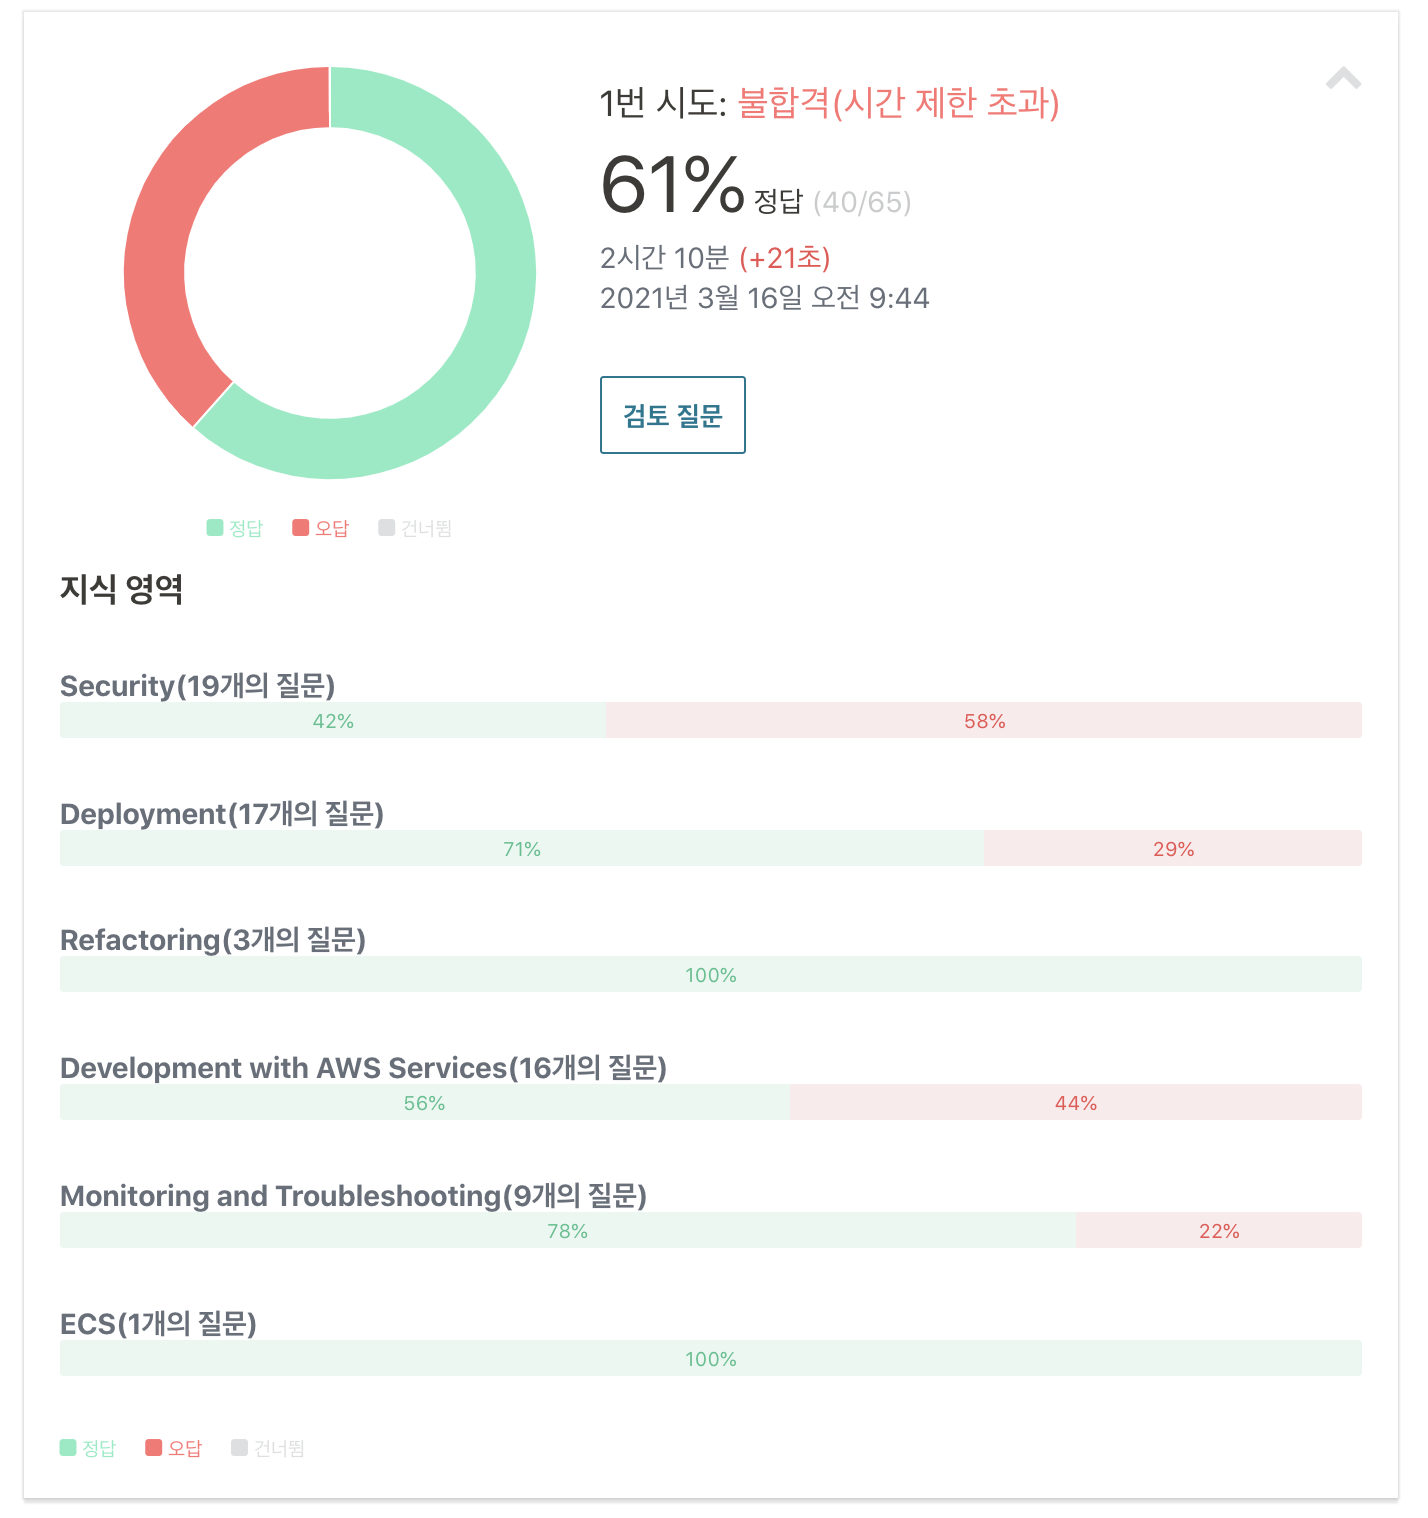 1번 시도: 불합격(시간 제한 초과)
61% 정답 (40/65)
2시간 10분 (+21초)
2021년 3월 16일 오전 9:44
검토 질문
정답 오답 건너뜀
지식 영역
Security(19개의 질문)
42% 58%
Deployment(17개의 질문)
71% 29%
Refactoring(3개의 질문)
100%
Development with AWS Services(16개의 질문)
56% 44%
Monitoring and Troubleshooting(9개의 질문)
78% 22%
ECS(1개의 질문)
100%
정답 오답 건너뜀